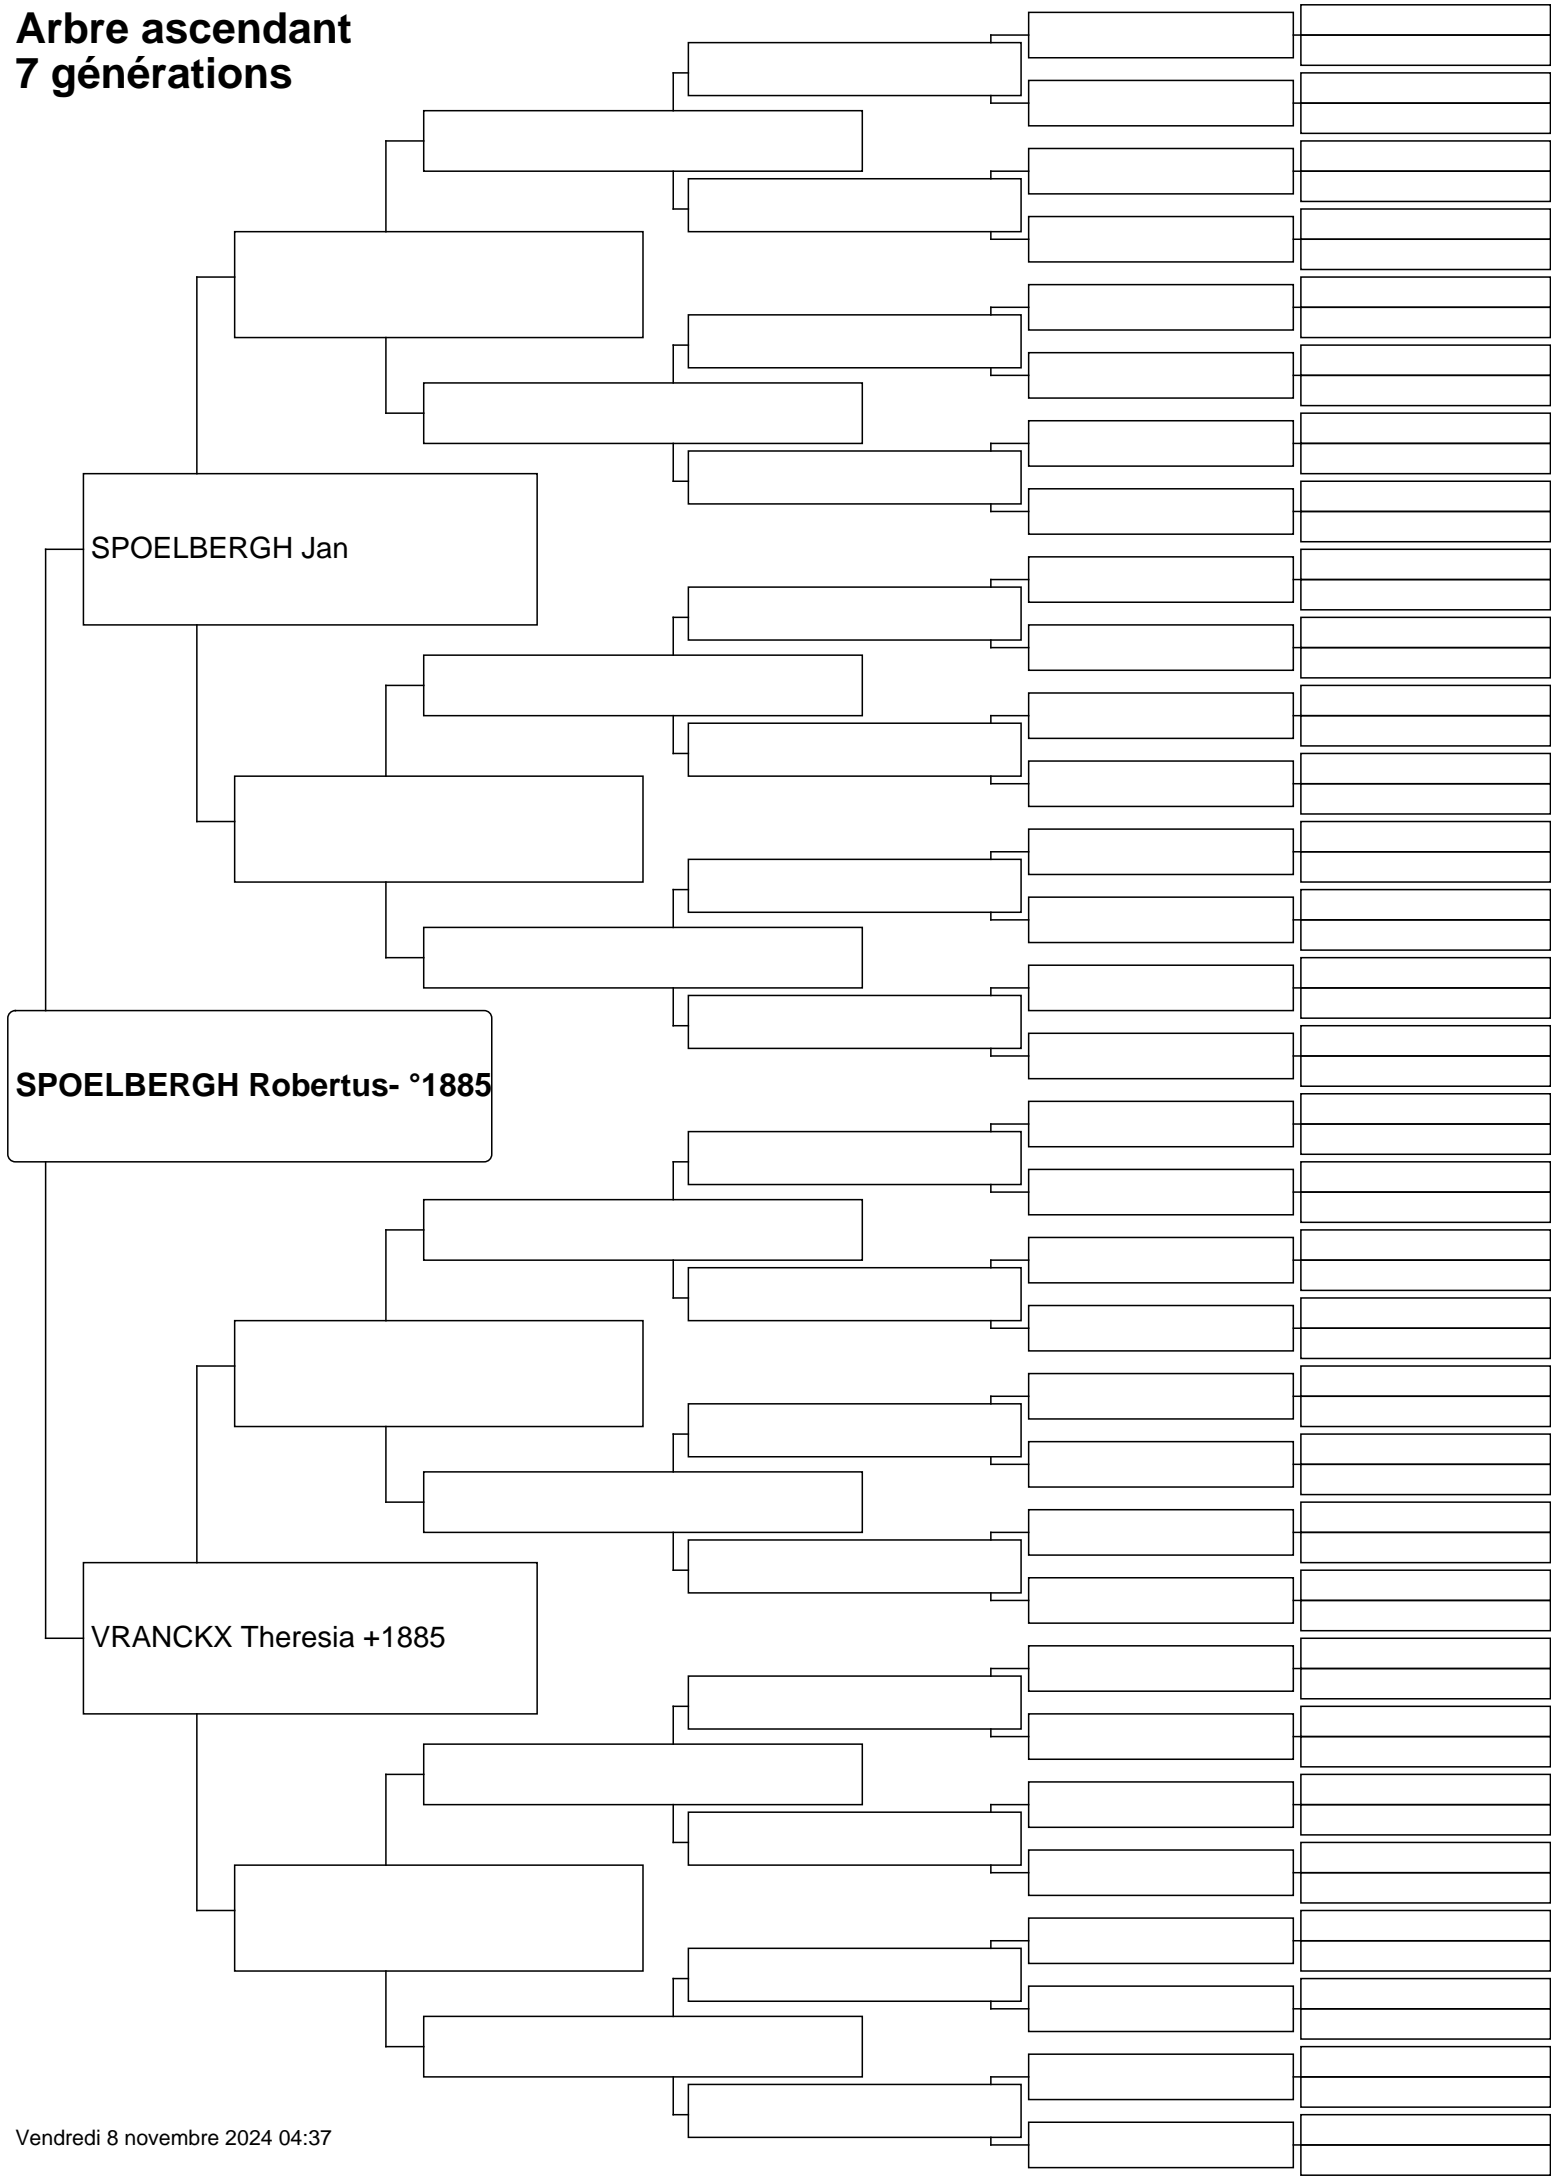 Arbre ascendant
7 générations
SPOELBERGH Jan
SPOELBERGH Robertus- °1885
VRANCKX Theresia +1885
Vendredi 8 novembre 2024 04:37